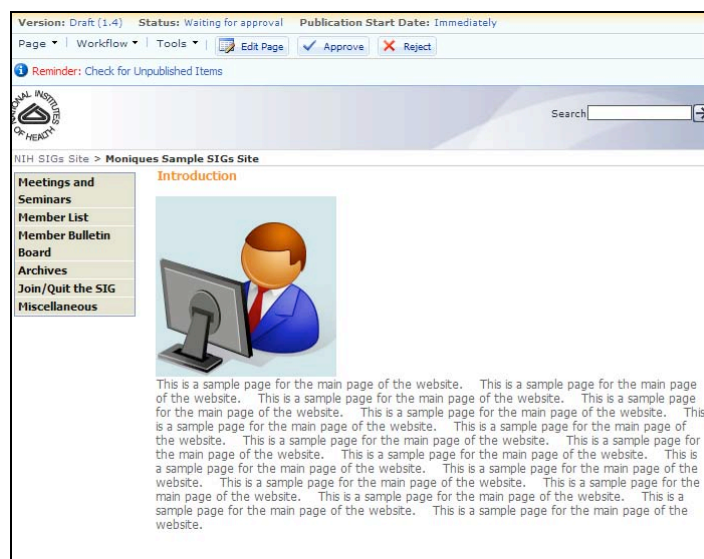 Version: Draft (1.4) Status: Waiting for approval Publication Start Date: Immediately
Page Workflow Tools Edit Page Approve Reject
Reminder: Check for Unpublished Items
NATIONAL INSTITUTES
OF HEALTH
Search
NIH SIGs Site > Moniques Sample SIGs Site
Meetings and
Seminars
Member List
Member Bulletin
Board
Archives
Join/Quit the SIG
Miscellaneous
Introduction
This is a sample page for the main page of the website. This is a sample page for the main page
of the website. This is a sample page for the main page of the website. This is a sample page
for the main page of the website. This is a sample page for the main page of the website. This
is a sample page for the main page of the website. This is a sample page for the main page of
the website. This is a sample page for the main page of the website. This is a sample page for
the main page of the website. This is a sample page for the main page of the website. This is
a sample page for the main page of the website. This is a sample page for the main page of the
website. This is a sample page for the main page of the website. This is a sample page for the
main page of the website. This is a sample page for the main page of the website. This is a
sample page for the main page of the website. This is a sample page for the main page of the
website.